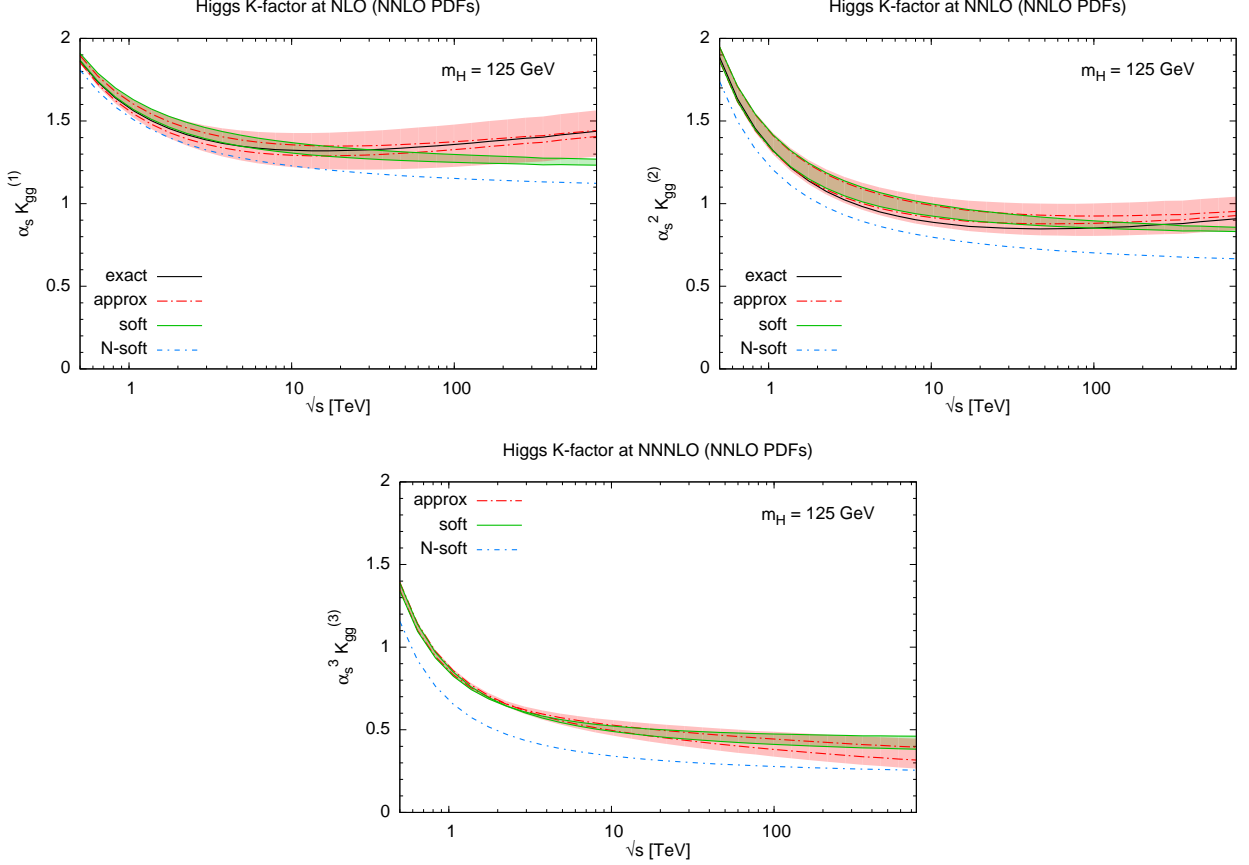 Higgs K-factor at NLO (NNLO PDFs)
2
1.5
1
0.5
0
α_s K_gg^(1)
m_H = 125 GeV
exact
approx
soft
N-soft
1 10 100
√s [TeV]
Higgs K-factor at NNLO (NNLO PDFs)
2
1.5
1
0.5
0
α_s^2 K_gg^(2)
m_H = 125 GeV
exact
approx
soft
N-soft
1 10 100
√s [TeV]
Higgs K-factor at NNNLO (NNLO PDFs)
2
1.5
1
0.5
0
α_s^3 K_gg^(3)
approx
soft
N-soft
m_H = 125 GeV
1 10 100
√s [TeV]